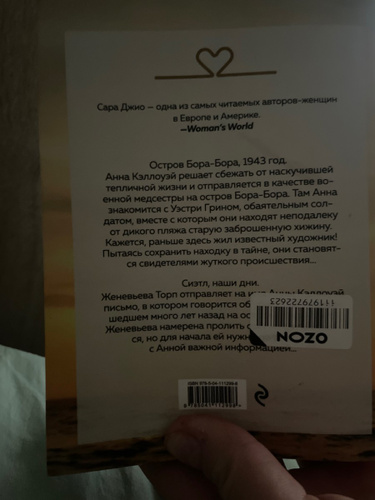 Сара Джио – одна из самых читаемых авторов-женщин
в Европе и Америке.
—Woman's World
Остров Бора-Бора, 1943 год.
Анна Кэллоуэй решает сбежать от наскучившей
тепличной жизни и отправляется в качестве во-
енной медсестры на остров Бора-Бора. Там Анна
знакомится с Уэстри Грином, обаятельным сол-
датом, вместе с которым они находят неподалеку
от дикого пляжа старую заброшенную хижину.
Кажется, раньше здесь жил известный художник!
Пытаясь сохранить находку в тайне, они становят-
ся свидетелями жуткого происшествия...
Сиэтл, наши дни.
Женевьева Торп отправляет на имя Анны Кэллоуэй
письмо, в котором говорится об
шедшем много лет назад на
Женевьева намерена пролить
ся, но для начала ей нужн
с Анной важной информацией...
OZON